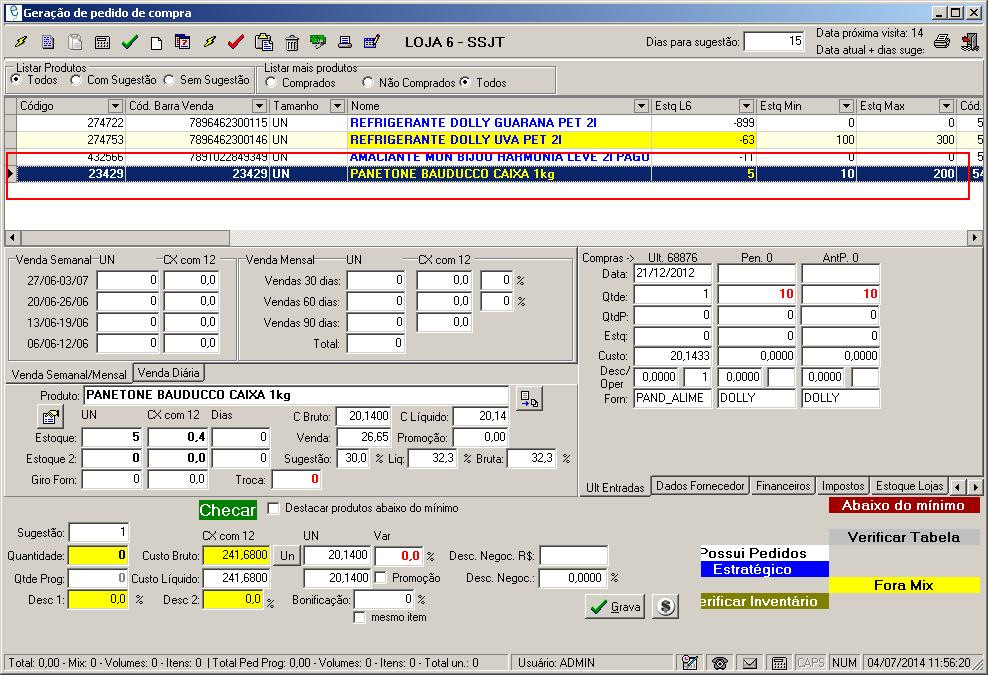 Geração de pedido de compra
LOJA 6 - SSJT
Dias para sugestão: 15
Data próxima visita: 14
Data atual + dias suge:
Listar Produtos
Todos Com Sugestão Sem Sugestão
Listar mais produtos
Comprados Não Comprados Todos
Código Cód. Barra Venda Tamanho Nome Estq L6 Estq Min Estq Max Cód.
274722 7896462300115 UN REFRIGERANTE DOLLY GUARANA PET 2l -899 0 0 5
274753 7896462300146 UN REFRIGERANTE DOLLY UVA PET 2l -63 100 300 5
432566 7891022849349 UN AMACIANTE MON BIJOU HARMONIA LEVE 2l PAGU -11 0 0 5
23429 23429 UN PANETONE BAUDUCCO CAIXA 1kg 5 10 200 54
Venda Semanal UN CX com 12
27/06-03/07 0 0,0
20/06-26/06 0 0,0
13/06-19/06 0 0,0
06/06-12/06 0 0,0
Venda Mensal UN CX com 12
Vendas 30 dias: 0 0,0 0 %
Vendas 60 dias: 0 0,0 0 %
Vendas 90 dias: 0 0,0
Total: 0
Venda Semanal/Mensal Venda Diária
Compras -> Ult. 68876 Pen. 0 AntP. 0
Data: 21/12/2012
Qtde: 1 10 10
QtdP: 0 0 0
Estq: 0 0 0
Custo: 20,1433 0,0000 0,0000
Desc/
Oper 0,0000 1 0,0000 0,0000
Forn: PAND_ALIME DOLLY DOLLY
Ult Entradas Dados Fornecedor Financeiros Impostos Estoque Lojas
Produto: PANETONE BAUDUCCO CAIXA 1kg
UN CX com 12 Dias
Estoque: 5 0,4 0
Estoque 2: 0 0,0 0
Giro Forn: 0 0,0
Troca: 0
C Bruto: 20,1400 C Líquido: 20,14
Venda: 26,65 Promoção: 0,00
Sugestão: 30,0 % Liq: 32,3 % Bruta: 32,3 %
Checar Destacar produtos abaixo do mínimo
Sugestão: 1 CX com 12 UN Var
Quantidade: 0 Custo Bruto: 241,6800 Un 20,1400 0,0 % Desc. Negoc. R$:
Qtde Prog: 0 Custo Líquido: 241,6800 20,1400 Promoção Desc. Negoc.: 0,0000 %
Desc 1: 0,0 % Desc 2: 0,0 % Bonificação: 0 %
mesmo item
Grava $
Abaixo do mínimo
Verificar Tabela
Possui Pedidos
Estratégico
Fora Mix
erificar Inventário
Total: 0,00 - Mix: 0 - Volumes: 0 - Itens: 0 | Total Ped Prog: 0,00 - Volumes: 0 - Itens: 0 - Total un.: 0 Usuário: ADMIN CAPS NUM 04/07/2014 11:56:20